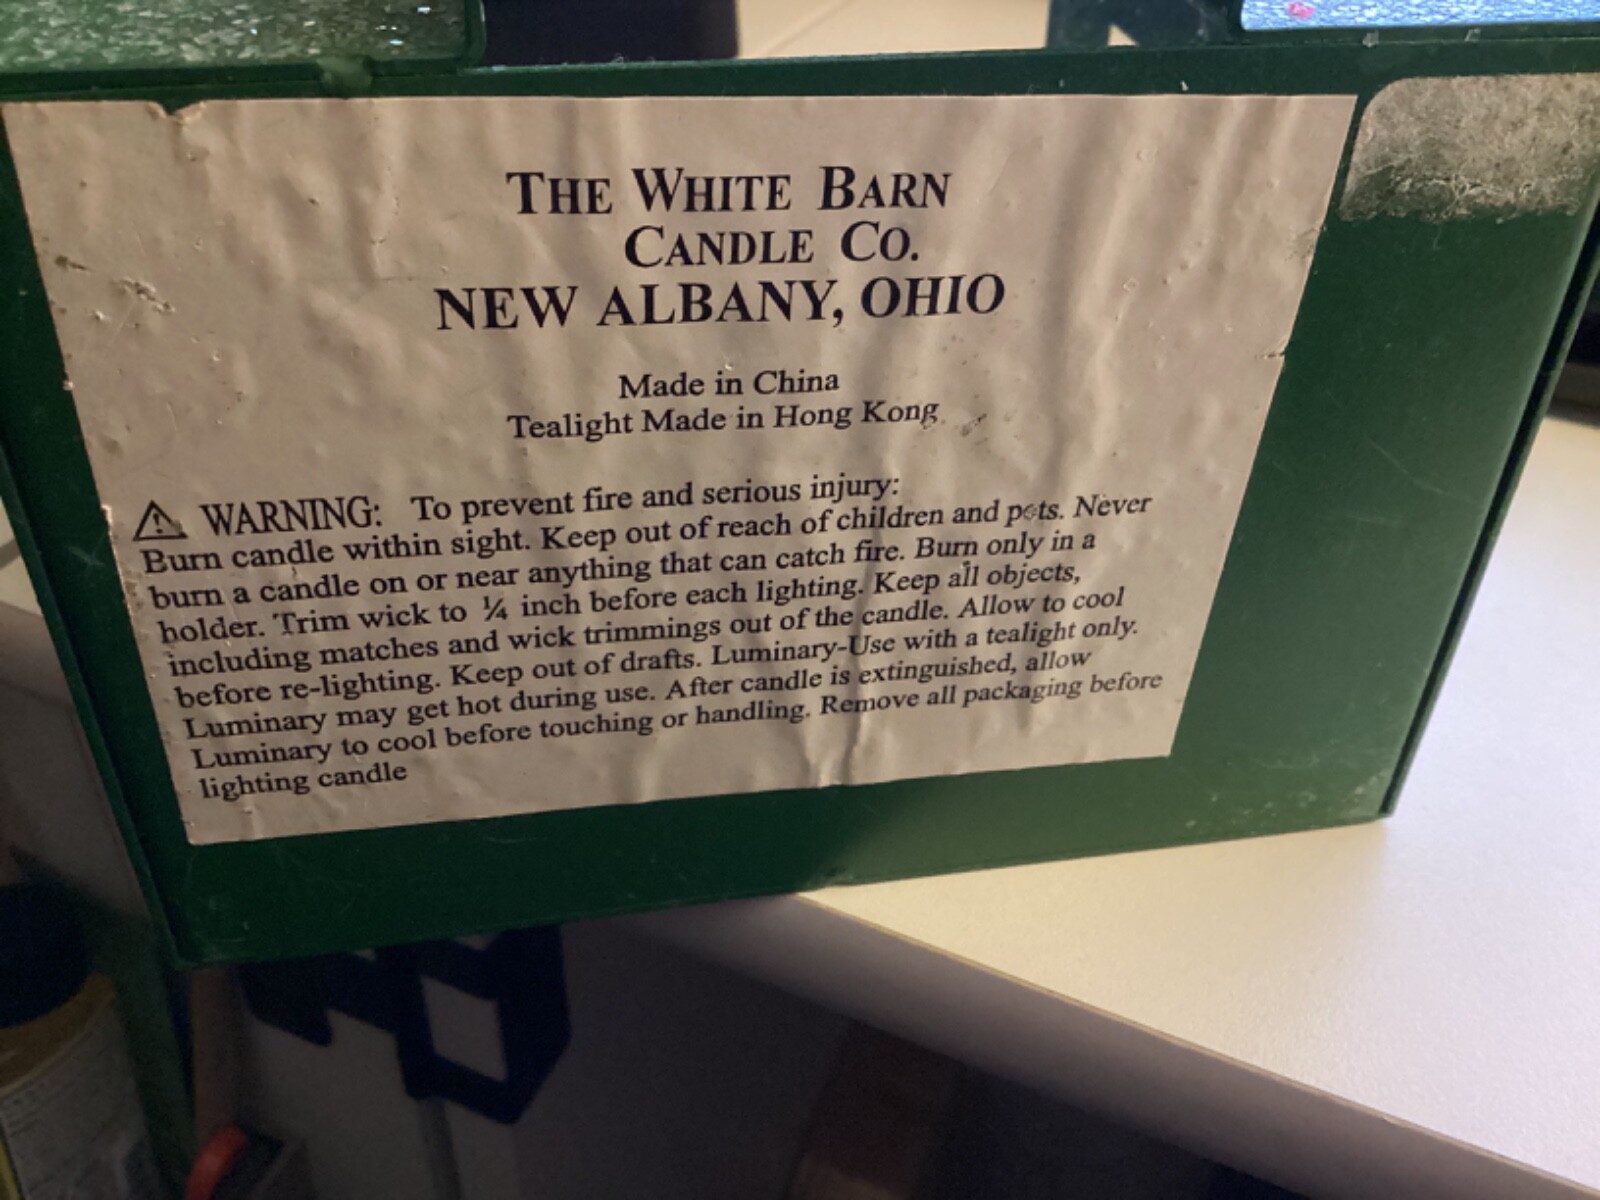 THE WHITE BARN
CANDLE CO.
NEW ALBANY, OHIO
Made in China
Tealight Made in Hong Kong
⚠ WARNING: To prevent fire and serious injury:
Burn candle within sight. Keep out of reach of children and pets. Never
burn a candle on or near anything that can catch fire. Burn only in a
holder. Trim wick to ¼ inch before each lighting. Keep all objects,
including matches and wick trimmings out of the candle. Allow to cool
before re-lighting. Keep out of drafts. Luminary-Use with a tealight only.
Luminary may get hot during use. After candle is extinguished, allow
Luminary to cool before touching or handling. Remove all packaging before
lighting candle